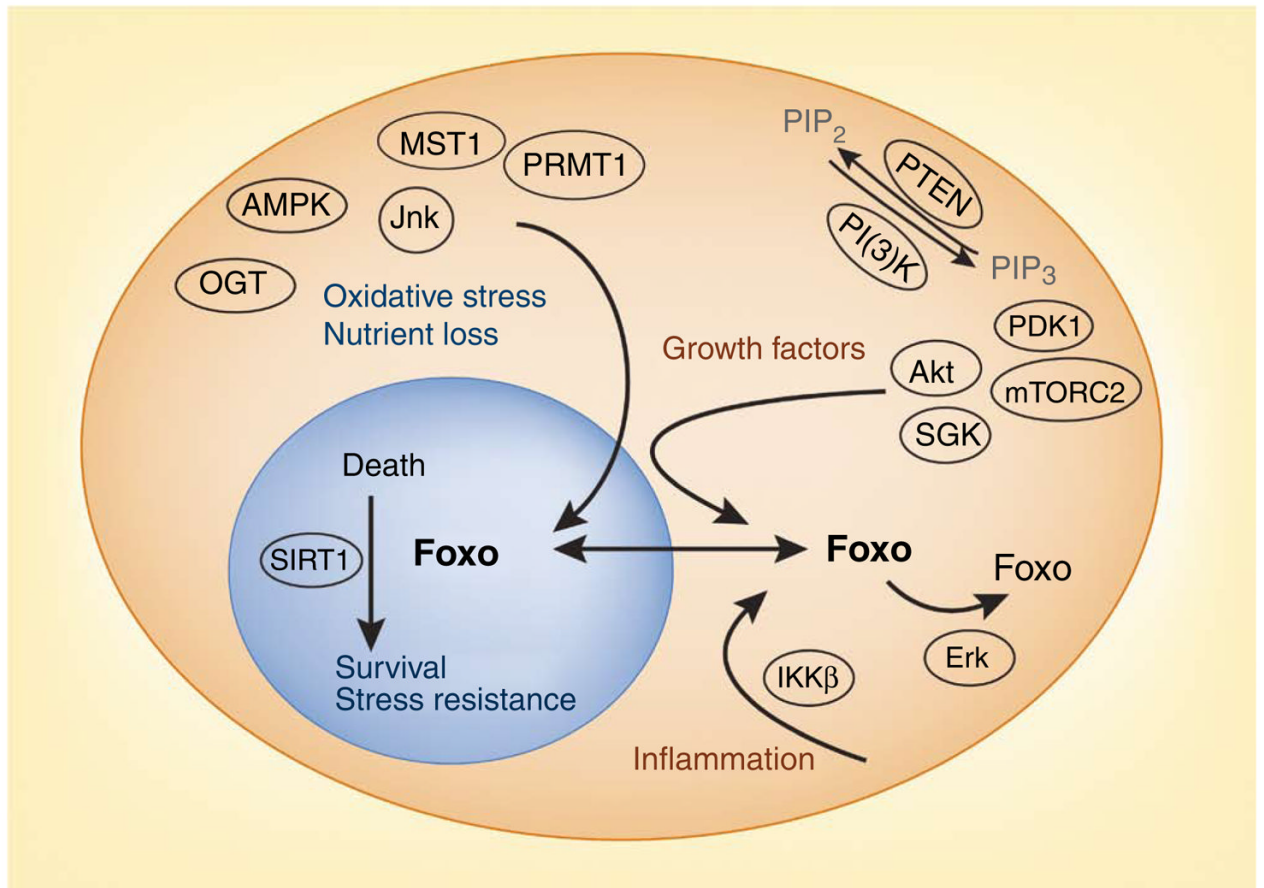 MST1
PRMT1
AMPK
Jnk
OGT
Oxidative stress
Nutrient loss
PIP₂
PTEN
PI(3)K
PIP₃
PDK1
Growth factors
Akt
mTORC2
SGK
Death
SIRT1
Foxo
Survival
Stress resistance
Foxo
Foxo
Erk
IKKβ
Inflammation